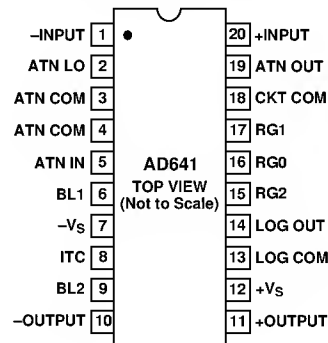 –INPUT 1 20 +INPUT
ATN LO 2 19 ATN OUT
ATN COM 3 18 CKT COM
ATN COM 4 17 RG1
ATN IN 5 AD641 16 RG0
BL1 6 TOP VIEW 15 RG2
(Not to Scale)
–VS 7 14 LOG OUT
ITC 8 13 LOG COM
BL2 9 12 +VS
–OUTPUT 10 11 +OUTPUT